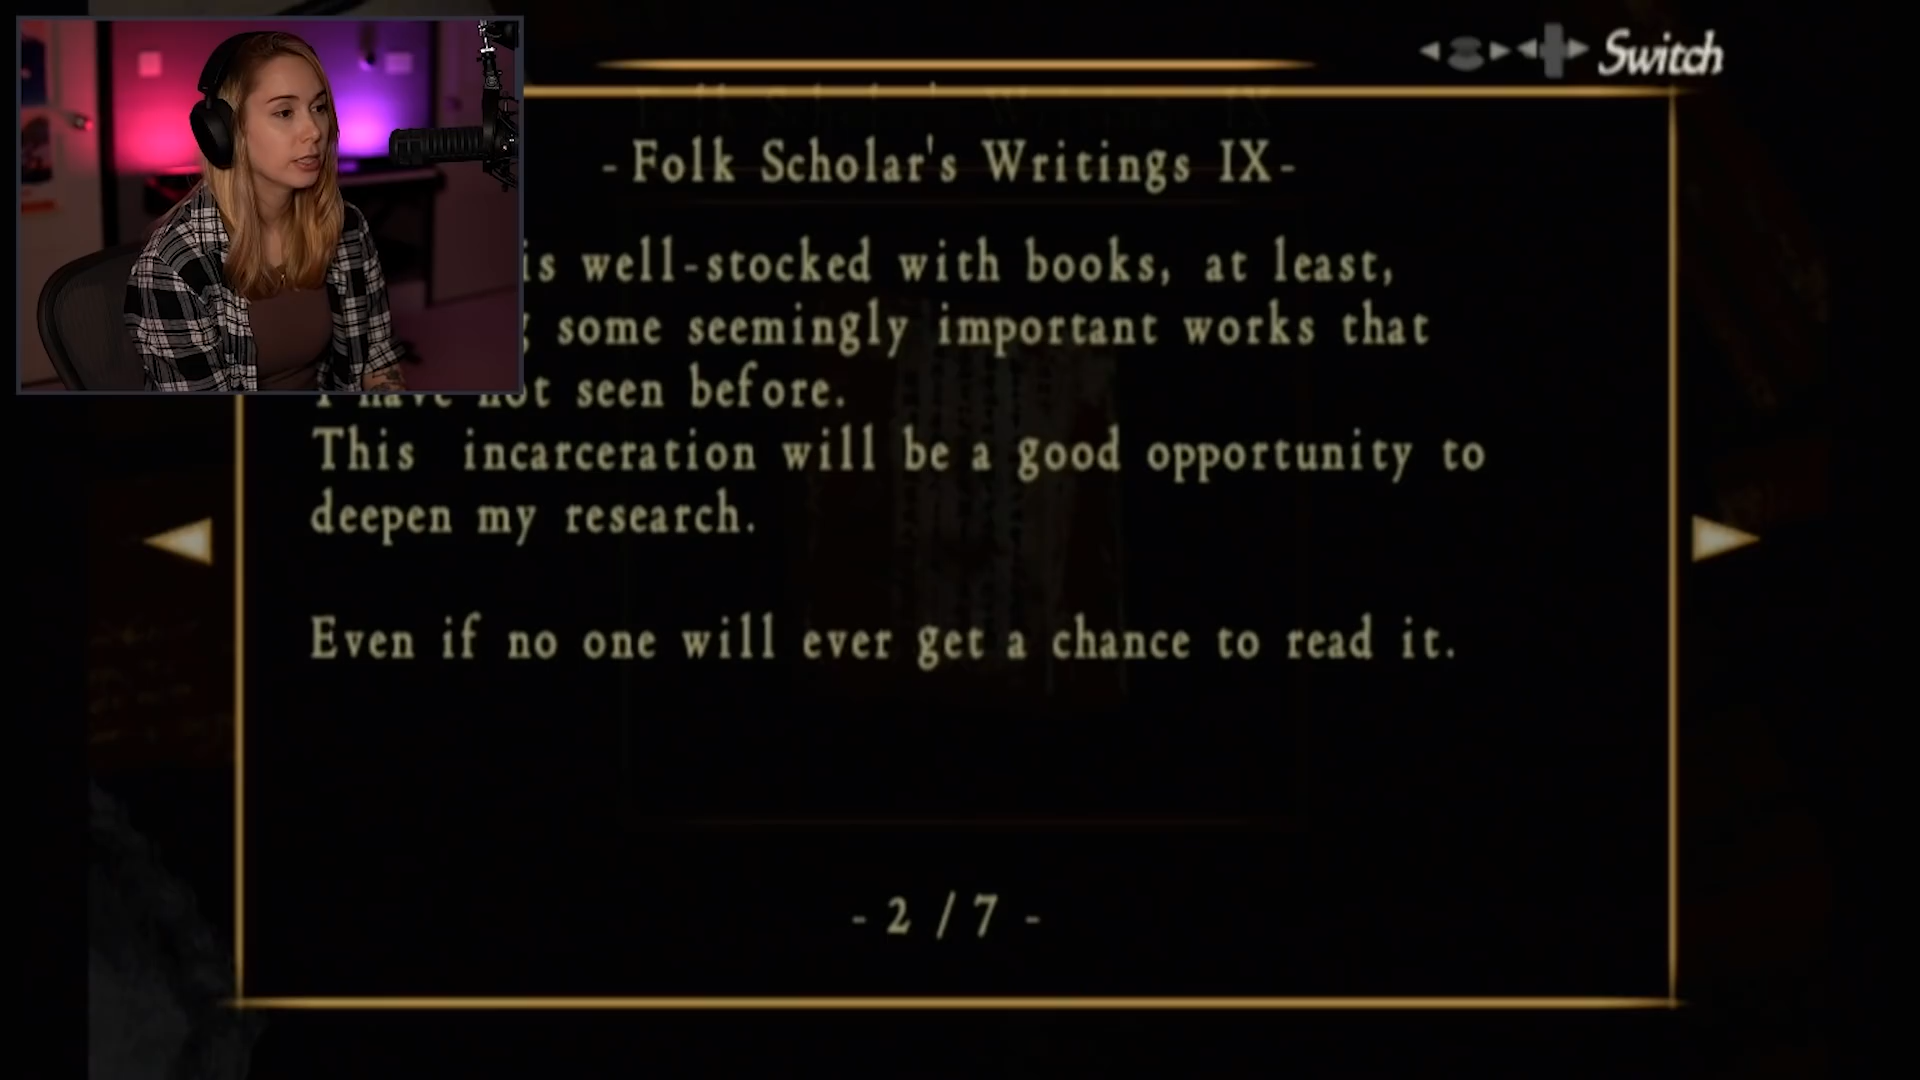 Switch
-Folk Scholar's Writings IX-
is well-stocked with books, at least,
some seemingly important works that
I have not seen before.
This incarceration will be a good opportunity to
deepen my research.
Even if no one will ever get a chance to read it.
- 2 / 7 -